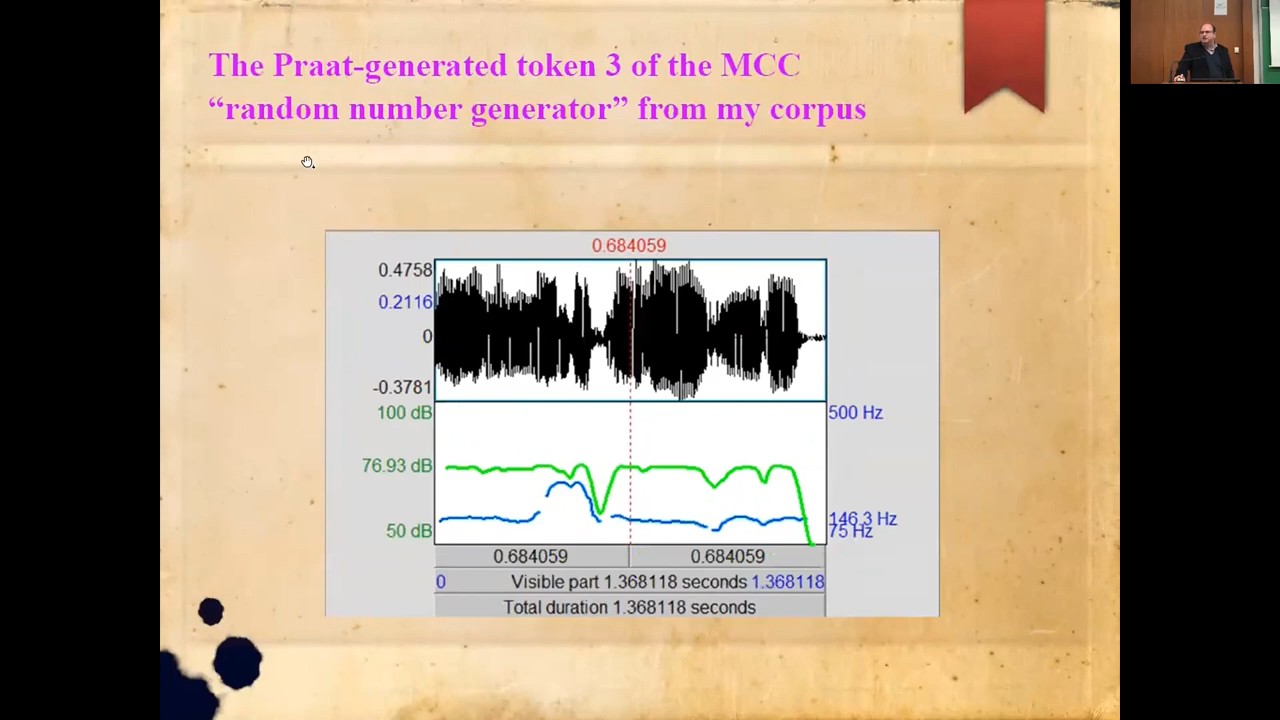 The Praat-generated token 3 of the MCC
“random number generator” from my corpus
0.684059
0.4758
0.2116
0
-0.3781
100 dB
500 Hz
76.93 dB
146.3 Hz
50 dB
75 Hz
0.684059 0.684059
0 Visible part 1.368118 seconds 1.368118
Total duration 1.368118 seconds